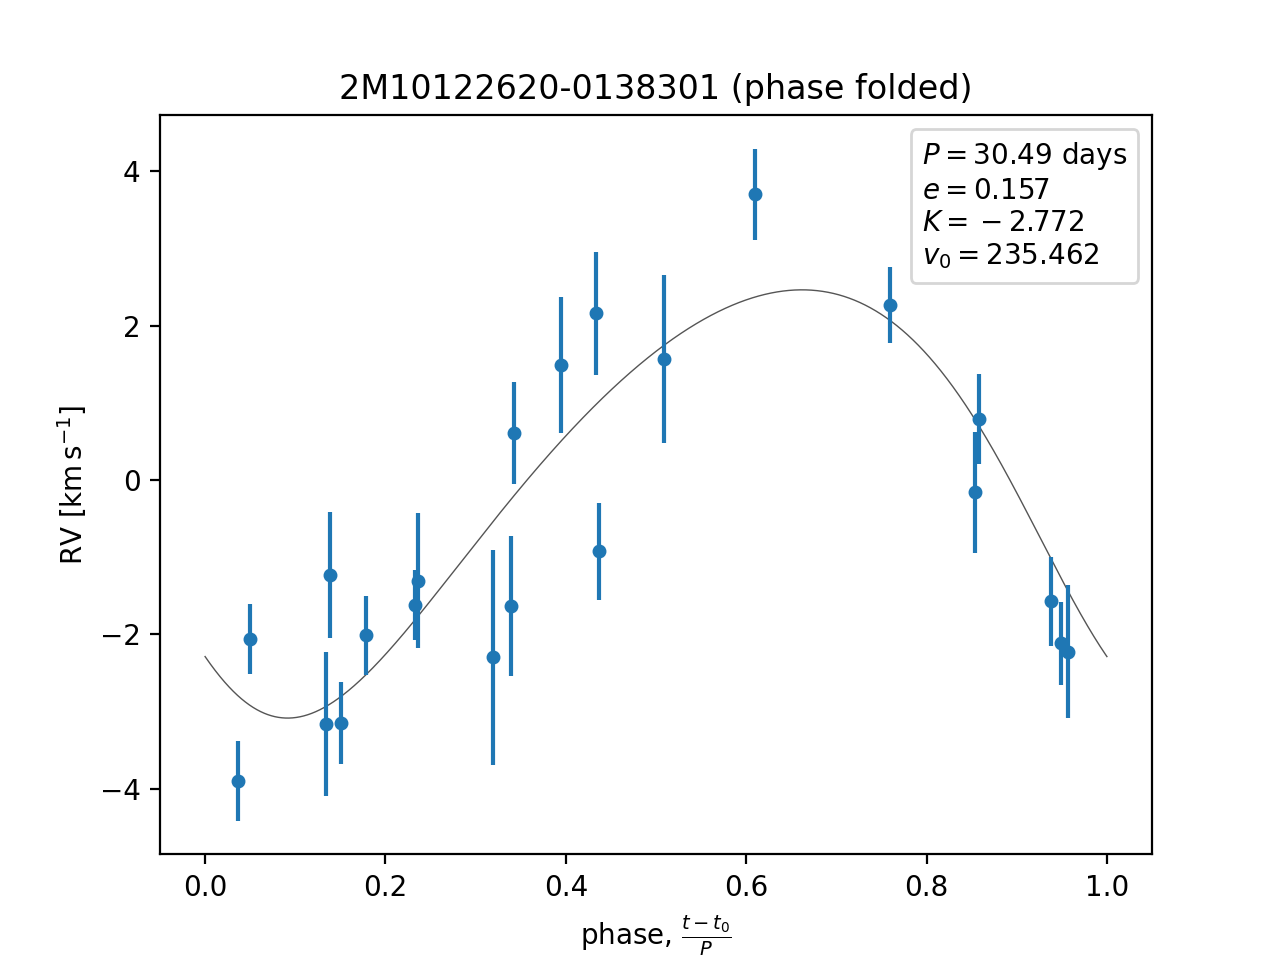 2M10122620-0138301 (phase folded)
P = 30.49 days
e = 0.157
K = −2.772
v₀ = 235.462
4
2
0
−2
−4
RV [km s⁻¹]
0.0 0.2 0.4 0.6 0.8 1.0
phase, (t − t₀)/P